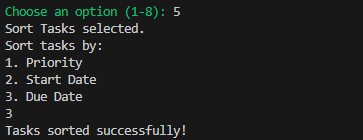 Choose an option (1-8): 5
Sort Tasks selected.
Sort tasks by:
1. Priority
2. Start Date
3. Due Date
3
Tasks sorted successfully!